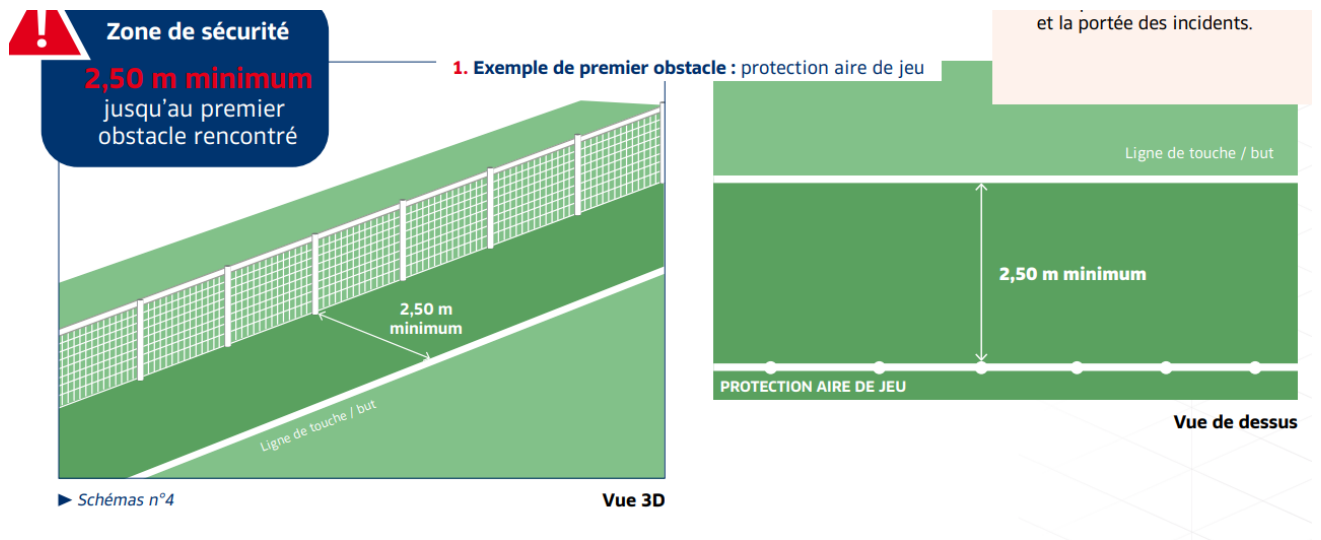 Zone de sécurité
2,50 m minimum
jusqu'au premier
obstacle rencontré
et la portée des incidents.
1. Exemple de premier obstacle : protection aire de jeu
2,50 m
minimum
Ligne de touche / but
Ligne de touche / but
2,50 m minimum
PROTECTION AIRE DE JEU
Vue de dessus
► Schémas n°4
Vue 3D